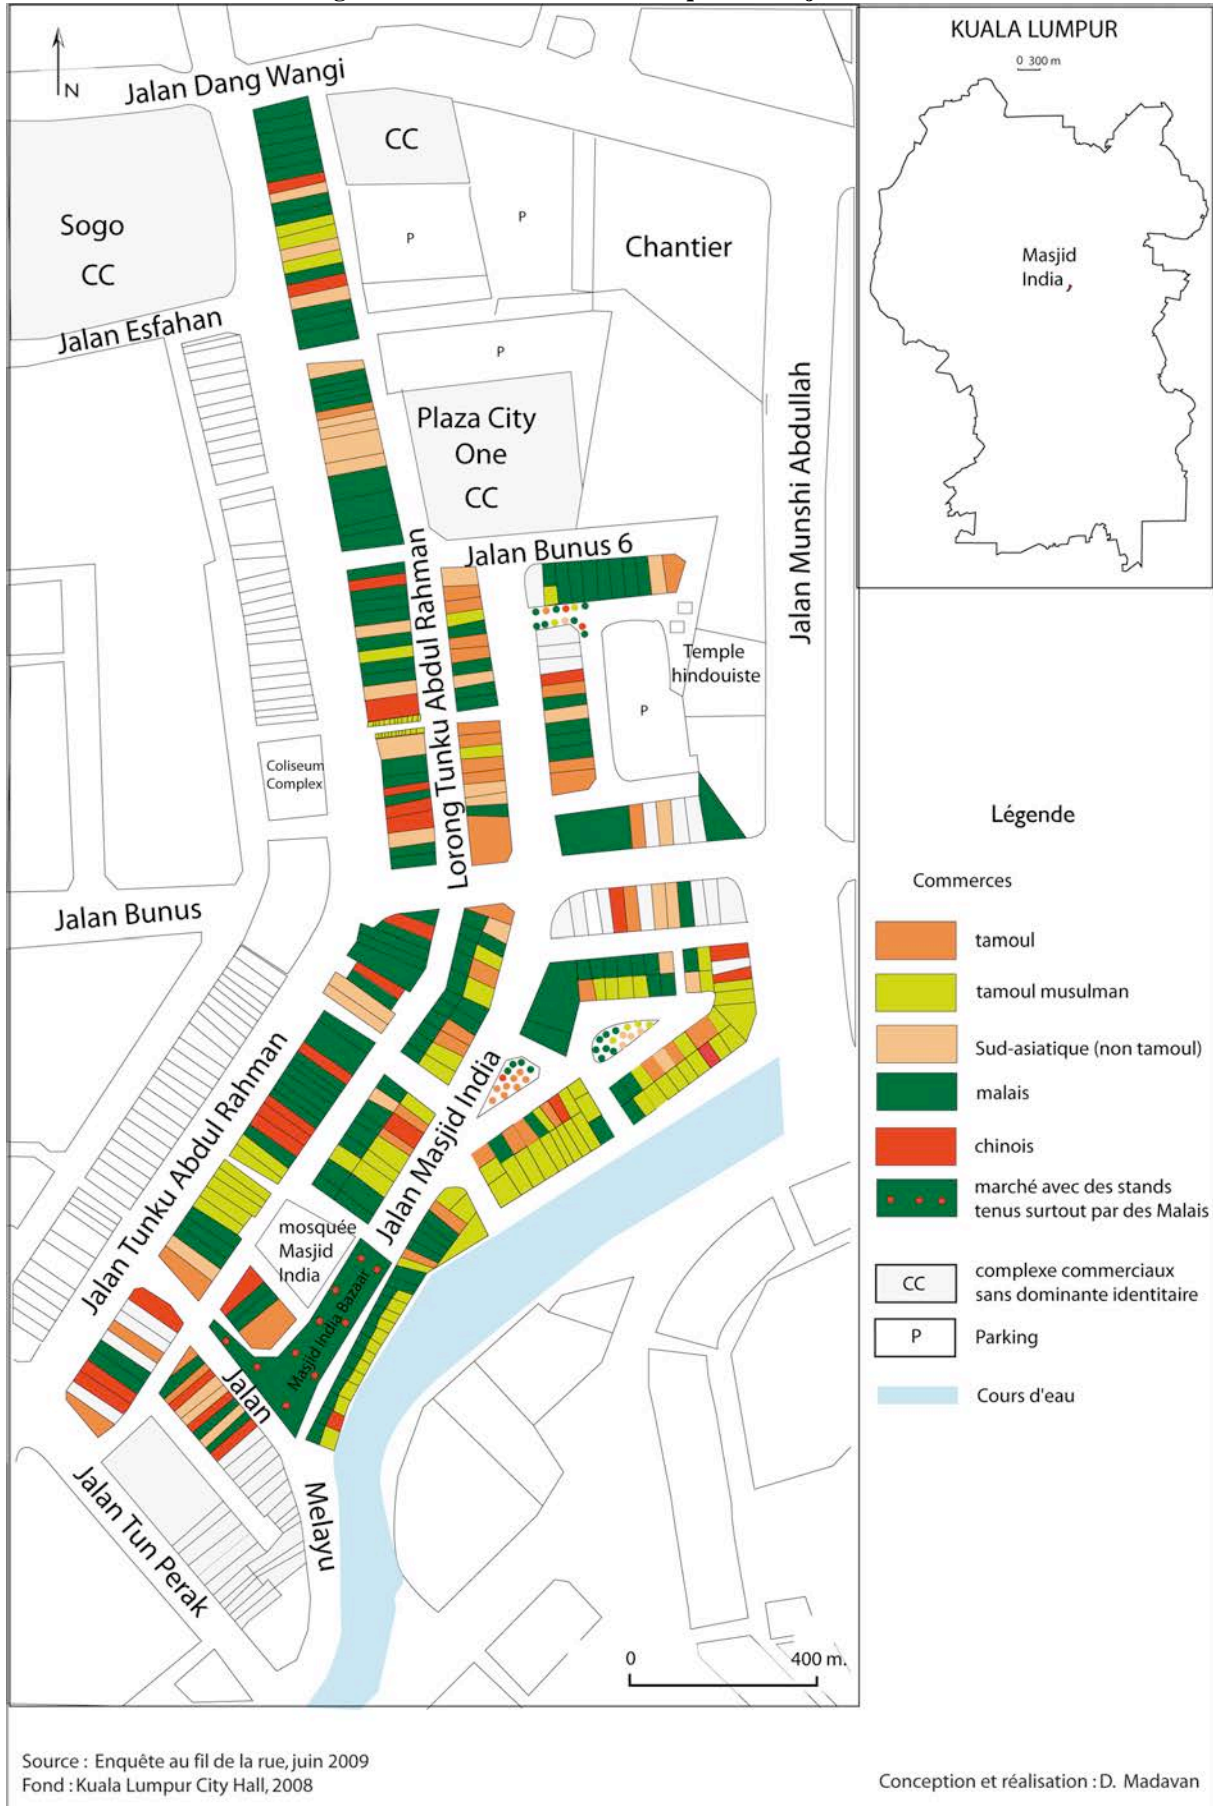 KUALA LUMPUR
0 300 m
Masjid
India
N
Jalan Dang Wangi
CC
Sogo
CC
P
P
Chantier
Jalan Esfahan
P
Plaza City
One
CC
Jalan Munshi Abdullah
Jalan Bunus 6
Lorong Tunku Abdul Rahman
Temple
hindouiste
P
Coliseum
Complex
Jalan Bunus
Jalan Tunku Abdul Rahman
Jalan Masjid India
mosquée
Masjid
India
Masjid India Bazaar
Jalan
Melayu
Jalan Tun Perak
0 400 m.
Légende
Commerces
tamoul
tamoul musulman
Sud-asiatique (non tamoul)
malais
chinois
marché avec des stands
tenus surtout par des Malais
CC
complexe commerciaux
sans dominante identitaire
P
Parking
Cours d'eau
Source : Enquête au fil de la rue, juin 2009
Fond : Kuala Lumpur City Hall, 2008
Conception et réalisation : D. Madavan